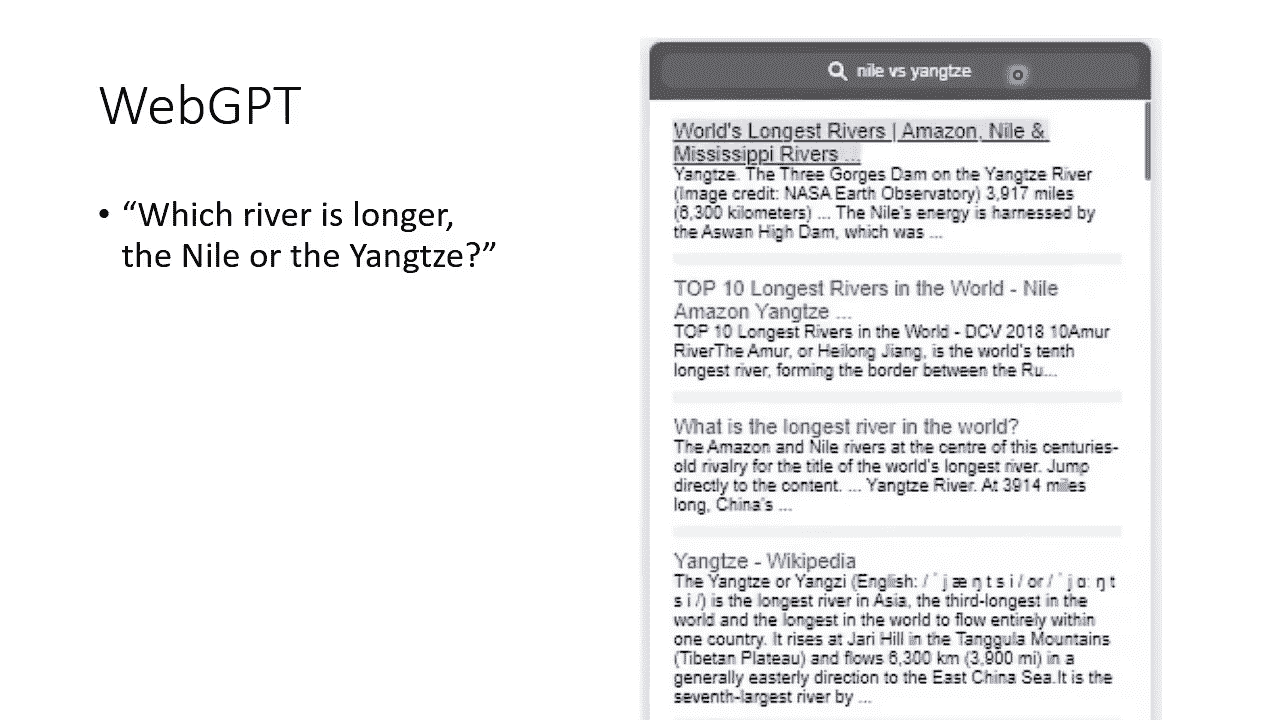 WebGPT
• “Which river is longer,
the Nile or the Yangtze?”
nile vs yangtze
World's Longest Rivers | Amazon, Nile &
Mississippi Rivers ...
Yangtze. The Three Gorges Dam on the Yangtze River
(Image credit: NASA Earth Observatory) 3,917 miles
(6,300 kilometers) ... The Nile's energy is harnessed by
the Aswan High Dam, which was ...
TOP 10 Longest Rivers in the World - Nile
Amazon Yangtze ...
TOP 10 Longest Rivers in the World - DCV 2018 10Amur
RiverThe Amur, or Heilong Jiang, is the world's tenth
longest river, forming the border between the Ru...
What is the longest river in the world?
The Amazon and Nile rivers at the centre of this centuries-
old rivalry for the title of the world's longest river. Jump
directly to the content. ... Yangtze River. At 3914 miles
long, China's ...
Yangtze - Wikipedia
The Yangtze or Yangzi (English: / ˈ j æ ŋ t s i / or / ˈ j ɑː ŋ t
s i /) is the longest river in Asia, the third-longest in the
world and the longest in the world to flow entirely within
one country. It rises at Jari Hill in the Tanggula Mountains
(Tibetan Plateau) and flows 6,300 km (3,900 mi) in a
generally easterly direction to the East China Sea.It is the
seventh-largest river by ...